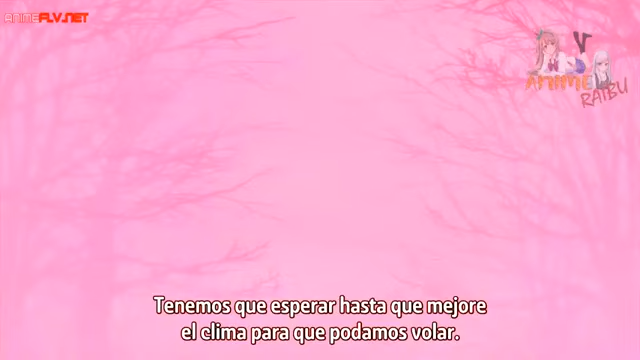 ANIMEFLV.NET
ANIME
RAIBU
Tenemos que esperar hasta que mejore
el clima para que podamos volar.